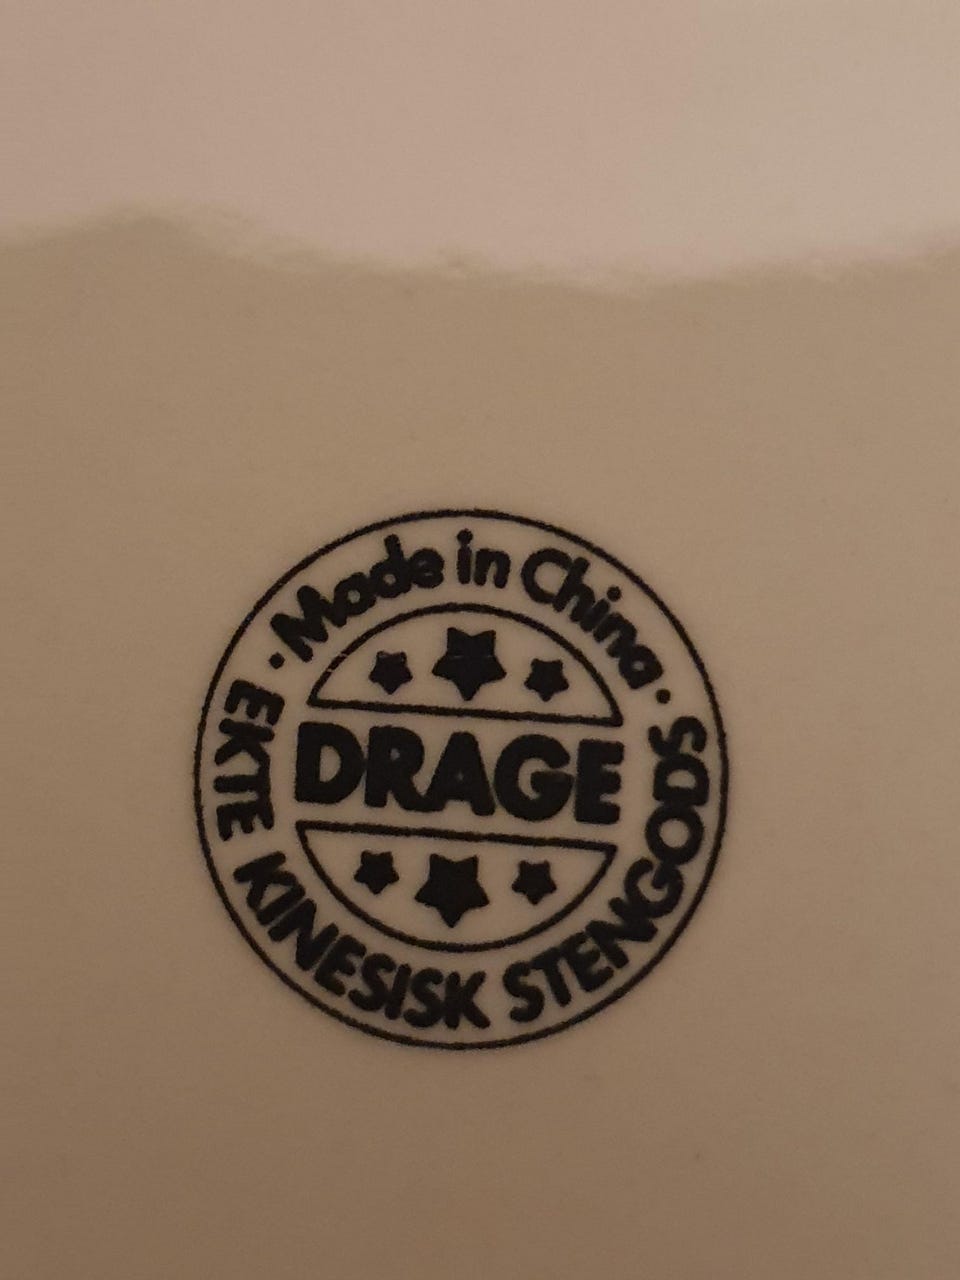 · Made in China ·
DRAGE
EKTE KINESISK STENGODS